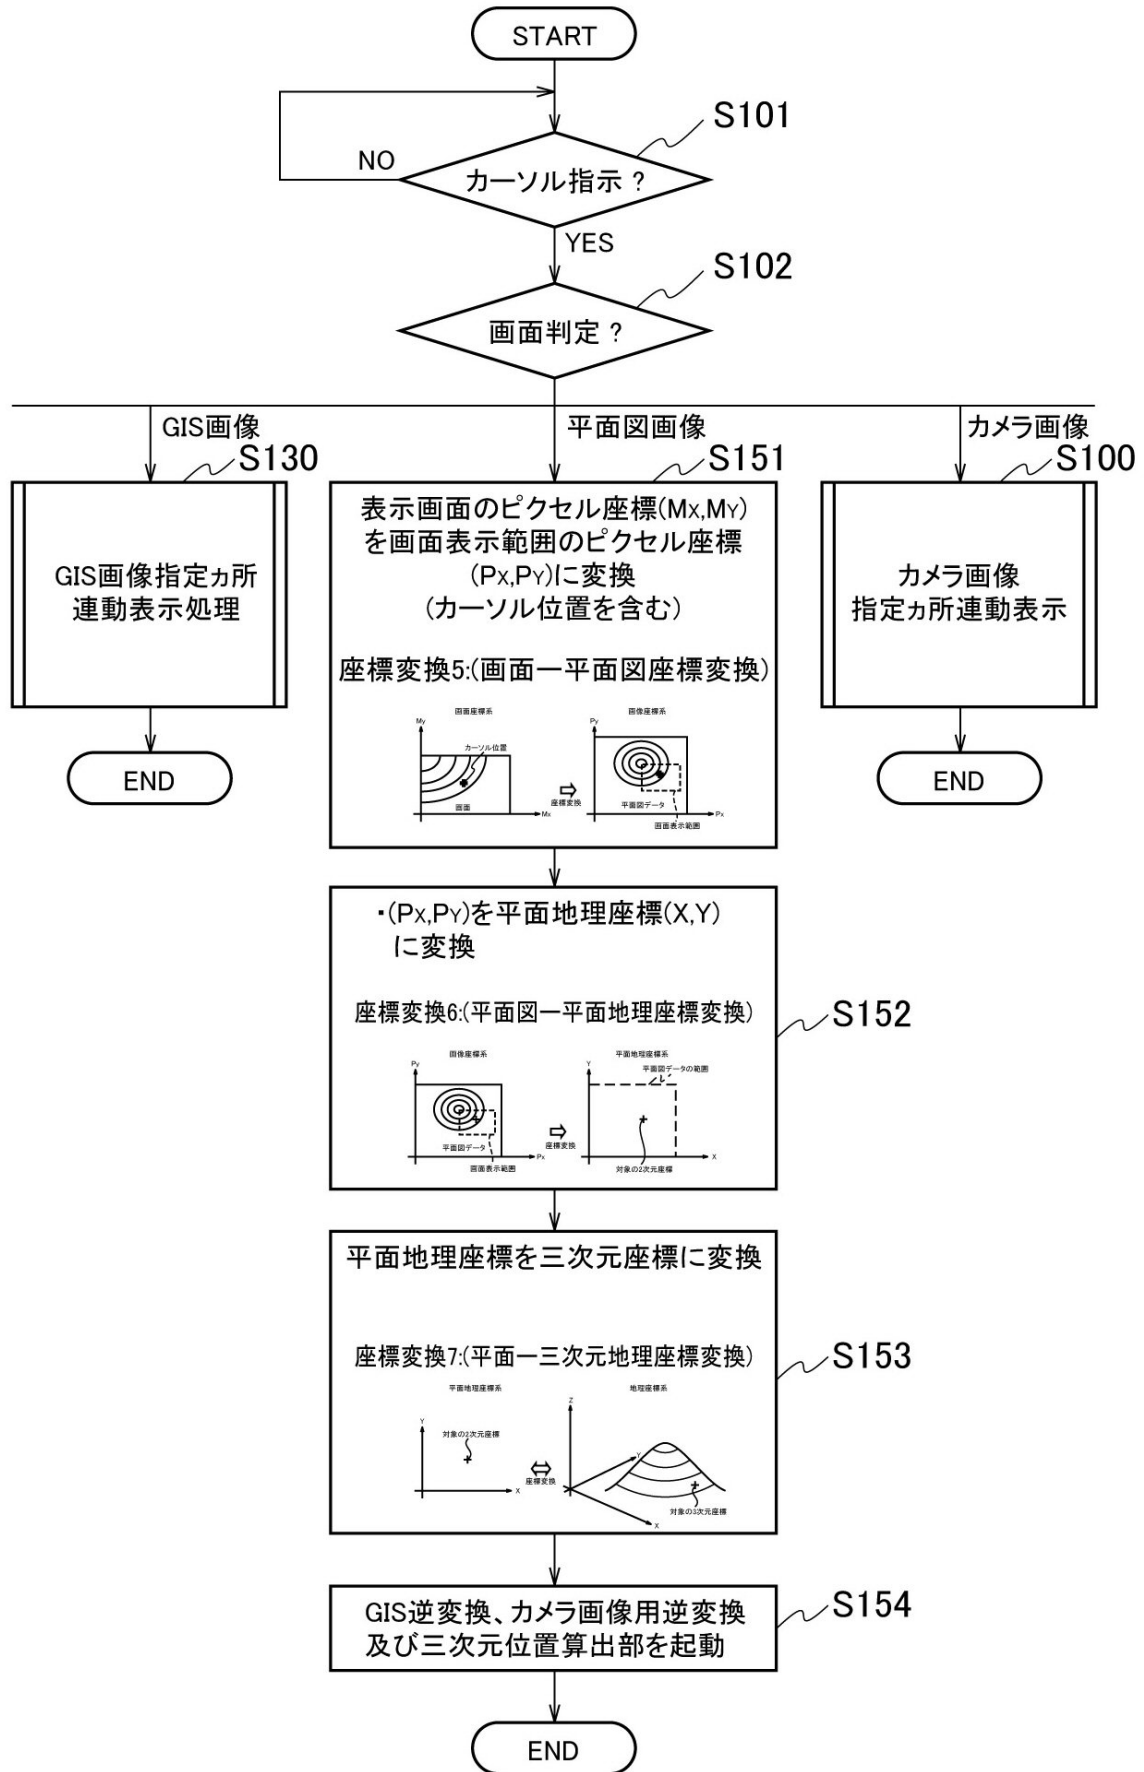 START
S101
NO
カーソル指示？
YES
S102
画面判定？
GIS画像
平面図画像
カメラ画像
S130
S151
S100
GIS画像指定ヵ所
連動表示処理
END
表示画面のピクセル座標(MX,MY)
を画面表示範囲のピクセル座標
(PX,PY)に変換
(カーソル位置を含む)
座標変換5:(画面ー平面図座標変換)
画面座標系
My
カーソル位置
画面
Mx
座標変換
画像座標系
Py
平面図データ
Px
画面表示範囲
カメラ画像
指定ヵ所連動表示
END
・(PX,PY)を平面地理座標(X,Y)
に変換
座標変換6:(平面図ー平面地理座標変換)
S152
画像座標系
Py
平面図データ
Px
画面表示範囲
座標変換
平面地理座標系
Y
平面図データの範囲
X
対象の2次元座標
平面地理座標を三次元座標に変換
座標変換7:(平面ー三次元地理座標変換)
S153
平面地理座標系
Y
対象の2次元座標
X
座標変換
地理座標系
Z
Y
対象の3次元座標
X
GIS逆変換、カメラ画像用逆変換
及び三次元位置算出部を起動
S154
END